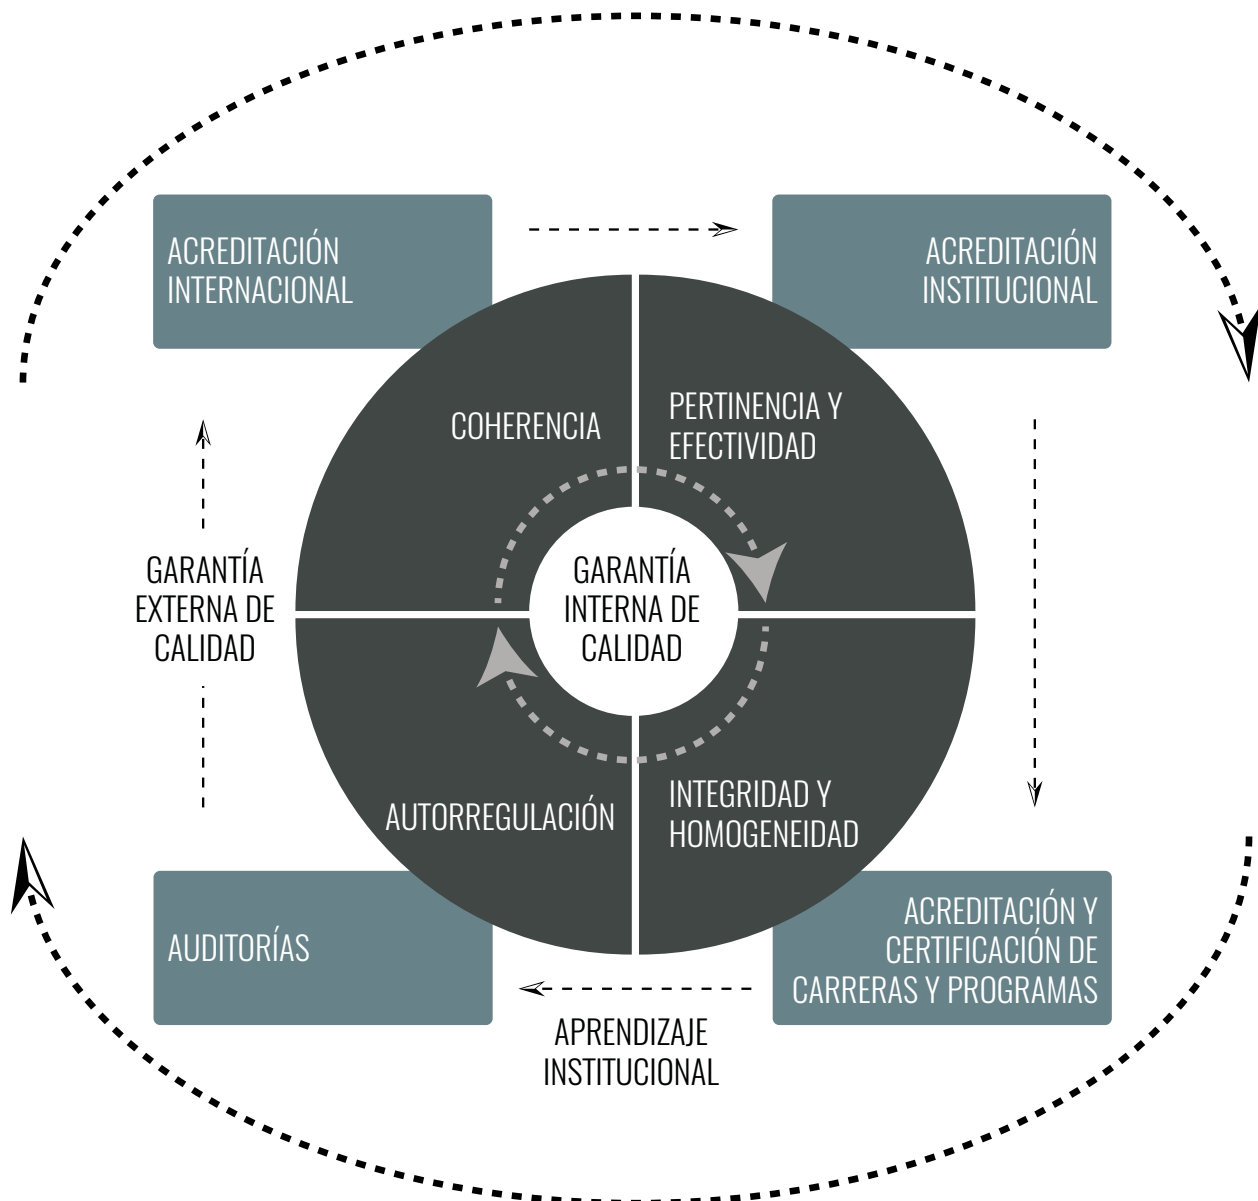 ACREDITACIÓN
INTERNACIONAL
ACREDITACIÓN
INSTITUCIONAL
COHERENCIA
PERTINENCIA Y
EFECTIVIDAD
GARANTÍA
EXTERNA DE
CALIDAD
GARANTÍA
INTERNA DE
CALIDAD
AUTORREGULACIÓN
INTEGRIDAD Y
HOMOGENEIDAD
AUDITORÍAS
ACREDITACIÓN Y
CERTIFICACIÓN DE
CARRERAS Y PROGRAMAS
APRENDIZAJE
INSTITUCIONAL